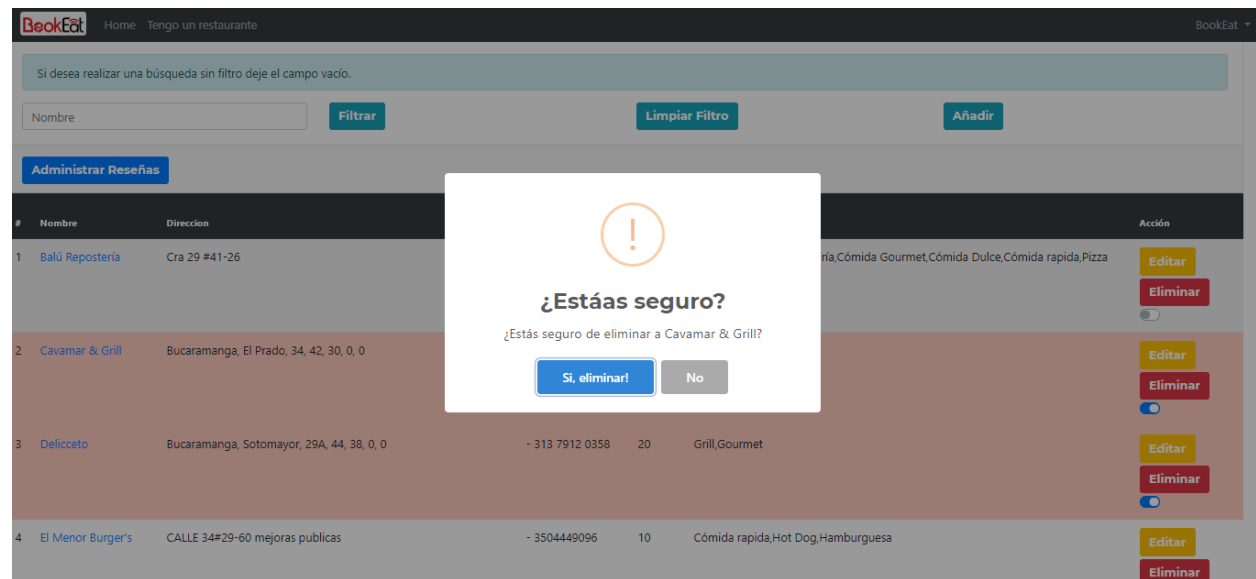 BookEat Home Tengo un restaurante BookEat
Si desea realizar una búsqueda sin filtro deje el campo vacío.
Nombre Filtrar Limpiar Filtro Añadir
Administrar Reseñas
# Nombre Direccion Acción
1 Balú Repostería Cra 29 #41-26 ría,Cómida Gourmet,Cómida Dulce,Cómida rapida,Pizza Editar
Eliminar
!
¿Estáas seguro?
¿Estás seguro de eliminar a Cavamar & Grill?
Si, eliminar! No
2 Cavamar & Grill Bucaramanga, El Prado, 34, 42, 30, 0, 0 Editar
Eliminar
3 Delicceto Bucaramanga, Sotomayor, 29A, 44, 38, 0, 0 - 313 7912 0358 20 Grill,Gourmet Editar
Eliminar
4 El Menor Burger's CALLE 34#29-60 mejoras publicas - 3504449096 10 Cómida rapida,Hot Dog,Hamburguesa Editar
Eliminar